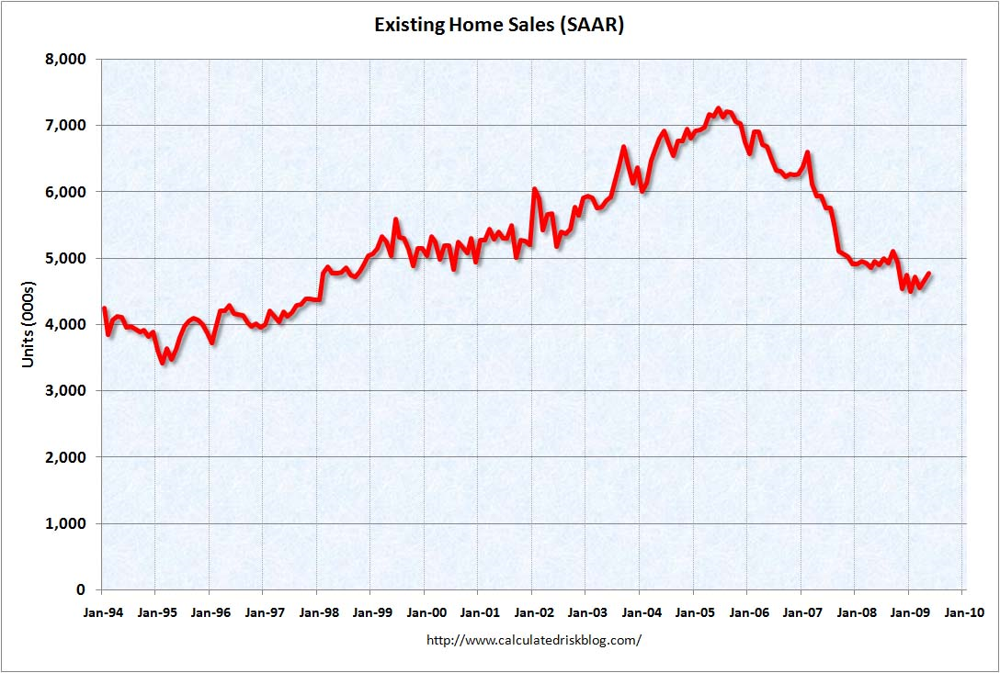 Existing Home Sales (SAAR)
8,000
7,000
6,000
5,000
4,000
3,000
2,000
1,000
0
Units (000s)
Jan-94 Jan-95 Jan-96 Jan-97 Jan-98 Jan-99 Jan-00 Jan-01 Jan-02 Jan-03 Jan-04 Jan-05 Jan-06 Jan-07 Jan-08 Jan-09 Jan-10
http://www.calculatedriskblog.com/